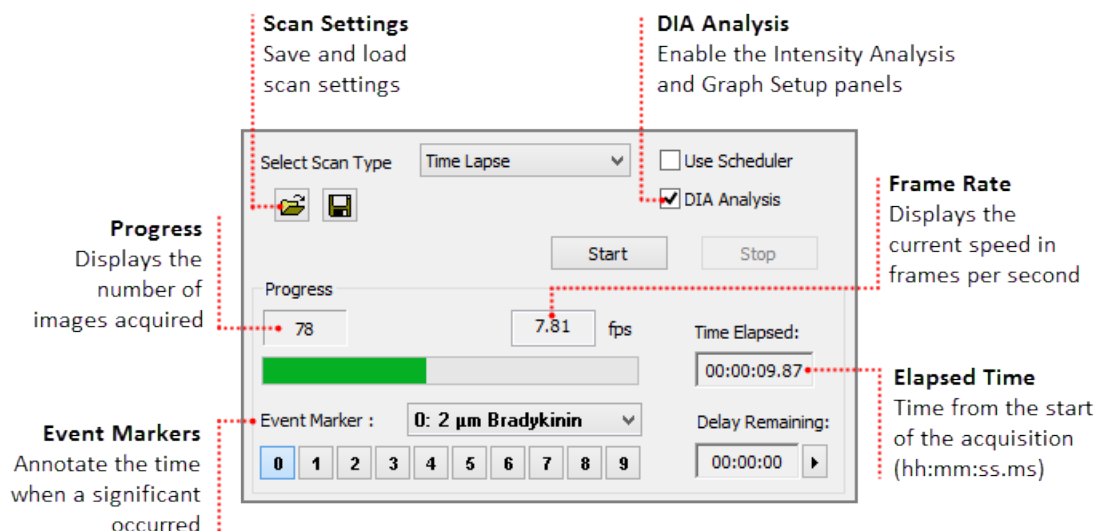 Scan Settings
Save and load
scan settings
DIA Analysis
Enable the Intensity Analysis
and Graph Setup panels
Select Scan Type
Time Lapse
Use Scheduler
DIA Analysis
Start
Stop
Frame Rate
Displays the
current speed in
frames per second
Progress
Displays the
number of
images acquired
Progress
78
7.81 fps
Time Elapsed:
00:00:09.87
Elapsed Time
Time from the start
of the acquisition
(hh:mm:ss.ms)
Event Markers
Annotate the time
when a significant
occurred
Event Marker :
0: 2 µm Bradykinin
Delay Remaining:
0 1 2 3 4 5 6 7 8 9
00:00:00